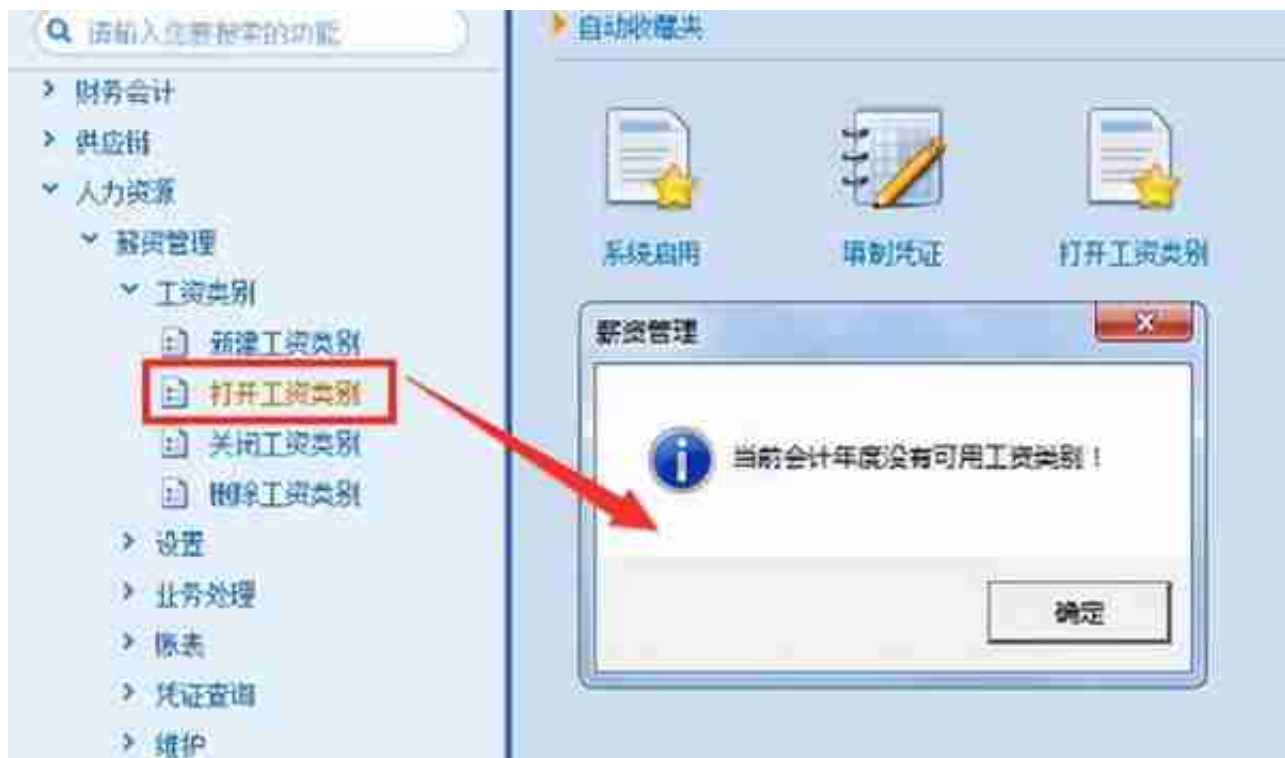 请输入您要搜索的功能
财务会计
供应链
人力资源
薪资管理
工资类别
新建工资类别
打开工资类别
关闭工资类别
删除工资类别
设置
业务处理
账表
凭证查询
维护
自动收藏夹
系统启用
填制凭证
打开工资类别
薪资管理
当前会计年度没有可用工资类别！
确定